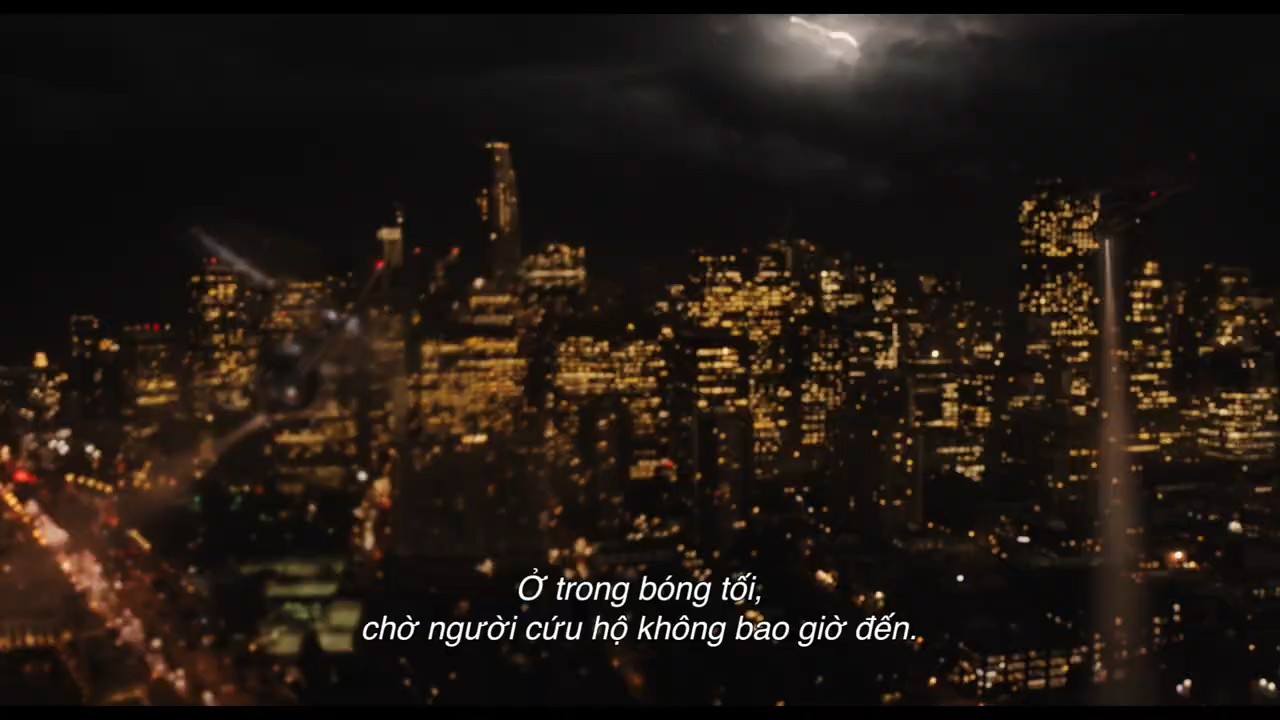 Ở trong bóng tối,
chờ người cứu hộ không bao giờ đến.